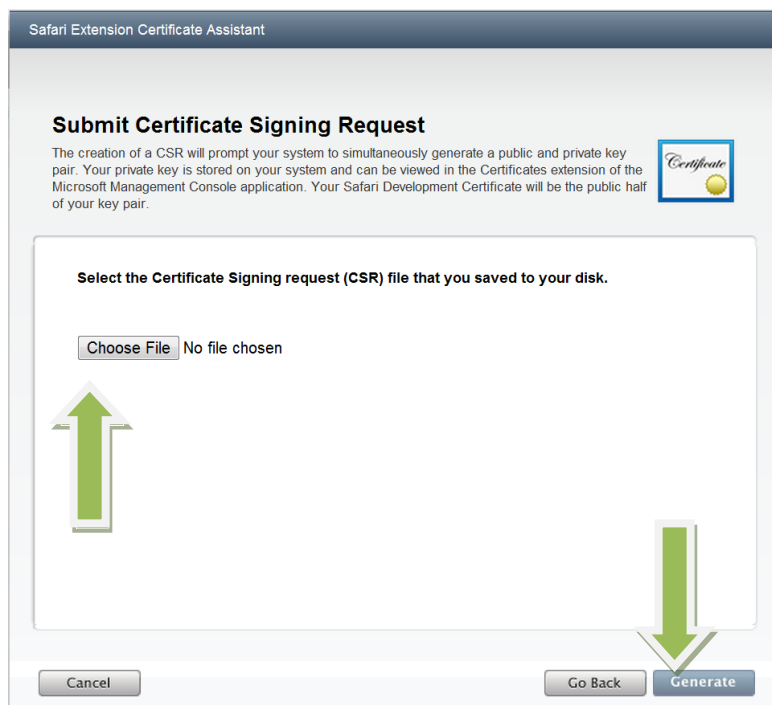 Safari Extension Certificate Assistant
Submit Certificate Signing Request
The creation of a CSR will prompt your system to simultaneously generate a public and private key
pair. Your private key is stored on your system and can be viewed in the Certificates extension of the
Microsoft Management Console application. Your Safari Development Certificate will be the public half
of your key pair.
Certificate
Select the Certificate Signing request (CSR) file that you saved to your disk.
Choose File No file chosen
Cancel Go Back Generate